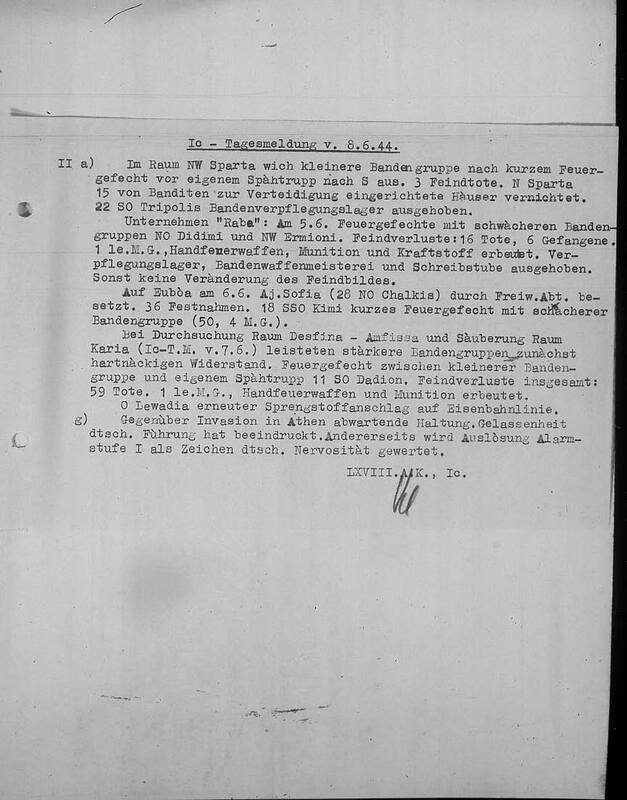 Ic - Tagesmeldung v. 8.6.44.
II a) Im Raum NW Sparta wich kleinere Bandengruppe nach kurzem Feuer-
gefecht vor eigenem Spähtrupp nach S aus. 3 Feindtote. N Sparta
15 von Banditen zur Verteidigung eingerichtete Häuser vernichtet.
22 SO Tripolis Bandenverpflegungslager ausgehoben.
Unternehmen "Rabe": Am 5.6. Feuergefechte mit schwächeren Banden-
gruppen NO Didimi und NW Ermioni. Feindverluste:16 Tote, 6 Gefangene.
1 le.M.G.,Handfeuerwaffen, Munition und Kraftstoff erbeutet. Ver-
pflegungslager, Bandenwaffenmeisterei und Schreibstube ausgehoben.
Sonst keine Veränderung des Feindbildes.
Auf Euböa am 6.6. Aj.Sofia (28 NO Chalkis) durch Freiw.Abt. be-
setzt. 36 Festnahmen. 18 SSO Kimi kurzes Feuergefecht mit schwächerer
Bandengruppe (50, 4 M.G.).
Bei Durchsuchung Raum Desfina - Amfissa und Säuberung Raum
Karia (Ic-T.M. v.7.6.) leisteten stärkere Bandengruppen zunächst
hartnäckigen Widerstand. Feuergefecht zwischen kleinerer Banden-
gruppe und eigenem Spähtrupp 11 SO Dadion. Feindverluste insgesamt:
59 Tote. 1 le.M.G., Handfeuerwaffen und Munition erbeutet.
O Lewadia erneuter Sprengstoffanschlag auf Eisenbahnlinie.
g) Gegenüber Invasion in Athen abwartende Haltung.Gelassenheit
dtsch. Führung hat beeindruckt.Andererseits wird Auslösung Alarm-
stufe I als Zeichen dtsch. Nervosität gewertet.
LXVIII.A.K., Ic.